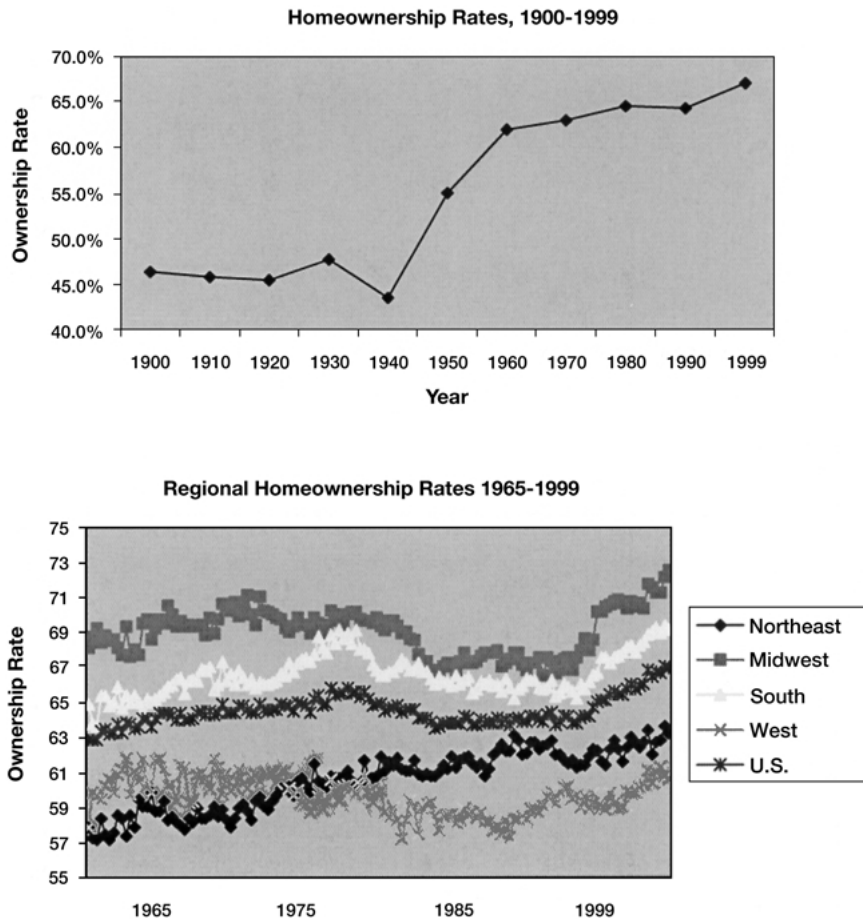 Homeownership Rates, 1900-1999
70.0%
65.0%
60.0%
55.0%
50.0%
45.0%
40.0%
Ownership Rate
1900 1910 1920 1930 1940 1950 1960 1970 1980 1990 1999
Year
Regional Homeownership Rates 1965-1999
75
73
71
69
67
65
63
61
59
57
55
Ownership Rate
1965 1975 1985 1999
Northeast
Midwest
South
West
U.S.